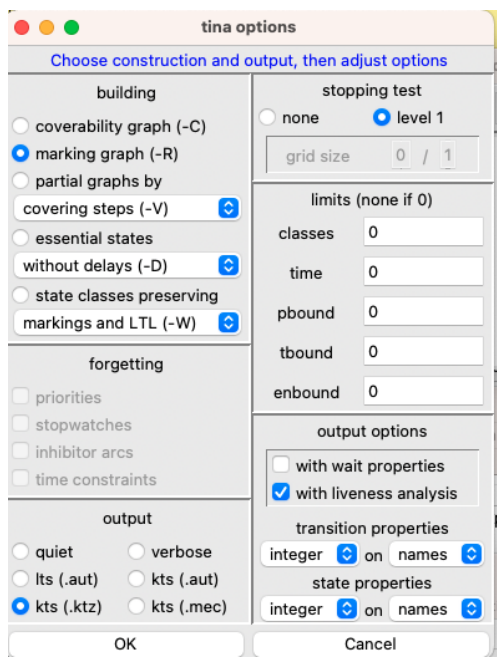 tina options
Choose construction and output, then adjust options
building
coverability graph (-C)
marking graph (-R)
partial graphs by
covering steps (-V)
essential states
without delays (-D)
state classes preserving
markings and LTL (-W)
forgetting
priorities
stopwatches
inhibitor arcs
time constraints
output
quiet verbose
lts (.aut) kts (.aut)
kts (.ktz) kts (.mec)
stopping test
none level 1
grid size 0 / 1
limits (none if 0)
classes 0
time 0
pbound 0
tbound 0
enbound 0
output options
with wait properties
with liveness analysis
transition properties
integer on names
state properties
integer on names
OK Cancel